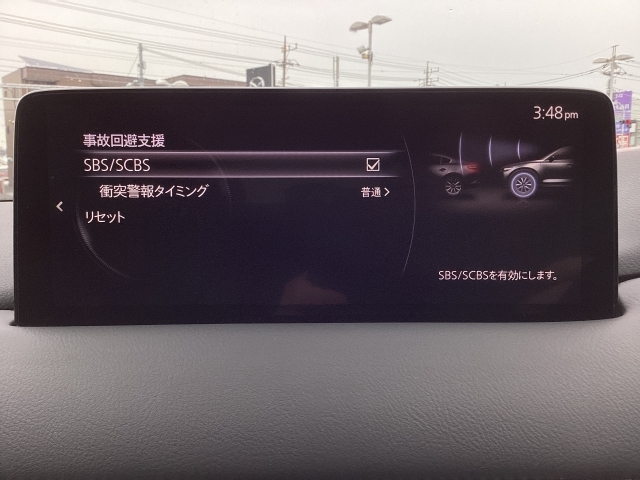 3:48pm
事故回避支援
SBS/SCBS
衝突警報タイミング 普通
リセット
SBS/SCBSを有効にします。